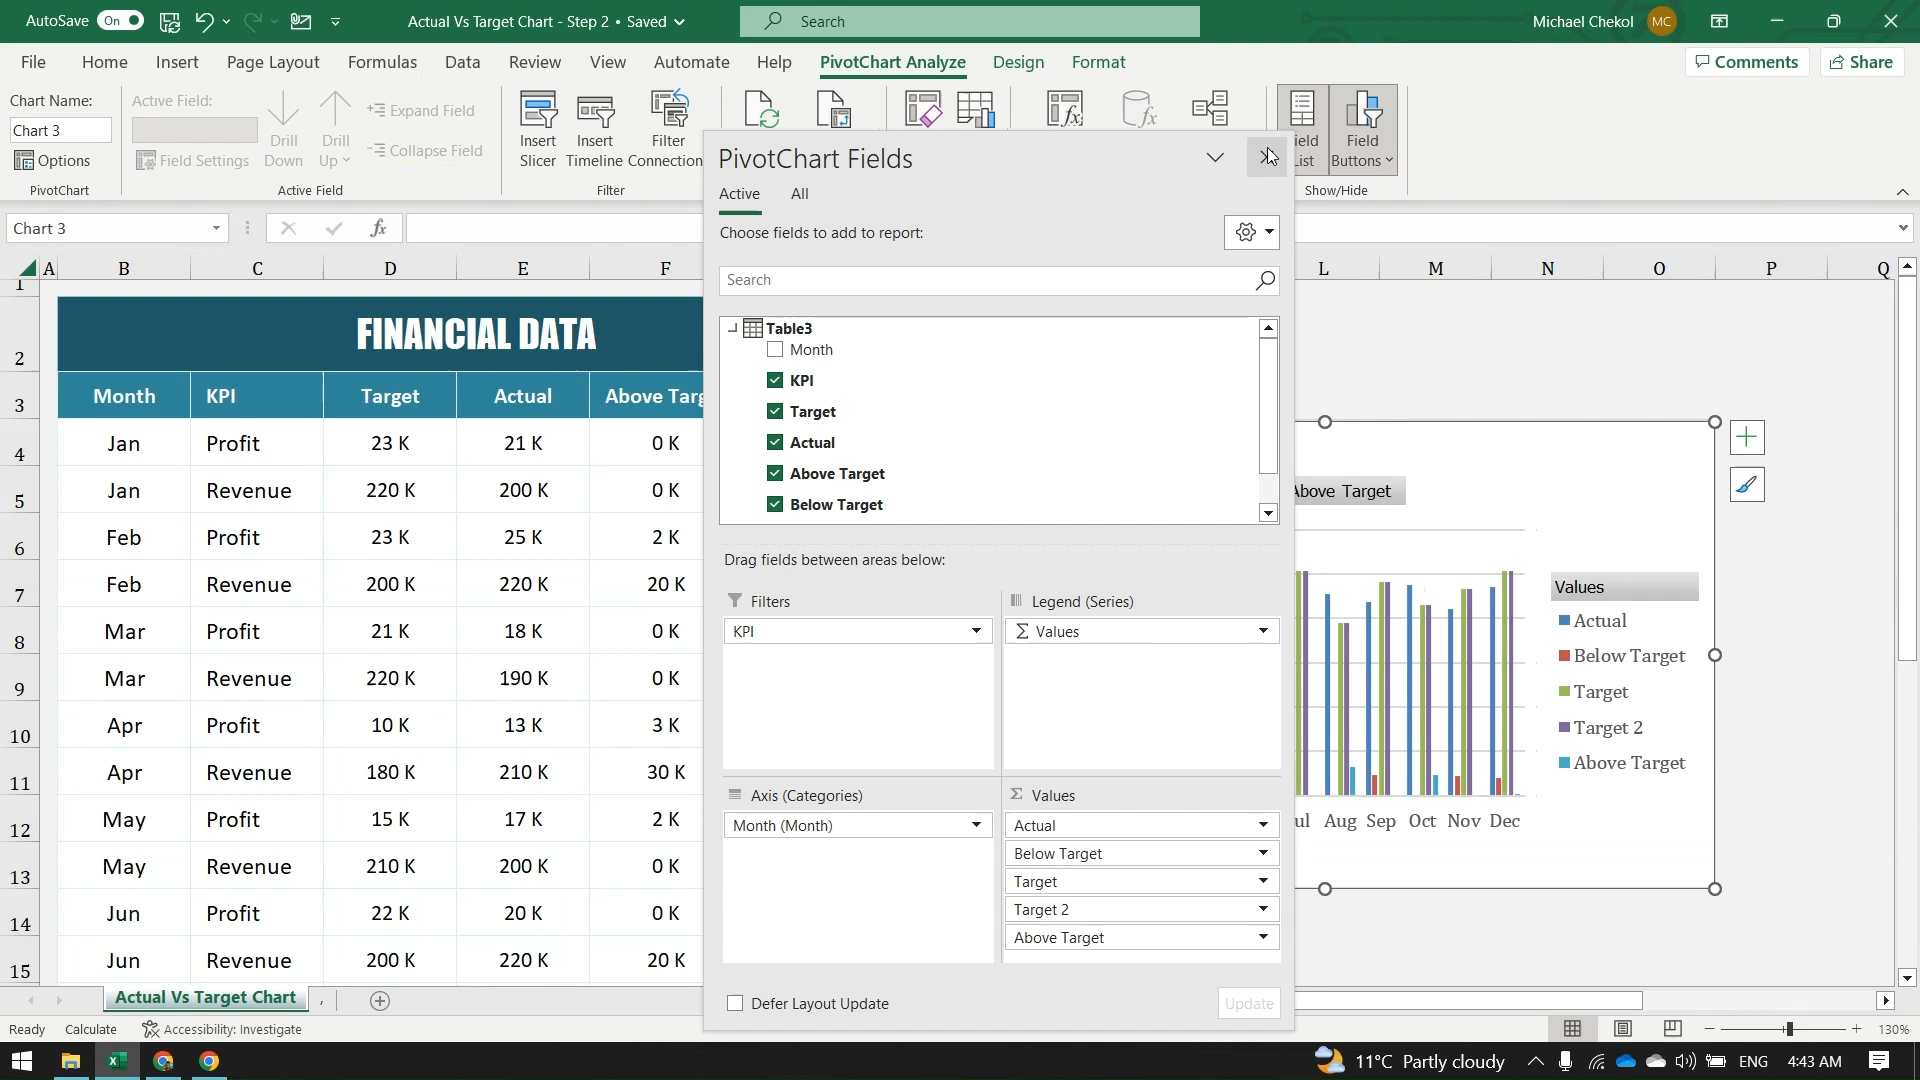 AutoSave On Actual Vs Target Chart - Step 2 • Saved Search Michael Chekol MC
File Home Insert Page Layout Formulas Data Review View Automate Help PivotChart Analyze Design Format Comments Share
Chart Name:
Chart 3
Options
PivotChart
Active Field:
Field Settings
Drill
Down
Drill
Up
Expand Field
Collapse Field
Active Field
Insert
Slicer
Insert
Timeline
Filter
Connection
Filter
Field
Buttons
Show/Hide
Chart 3 fx
A B C D E F L M N O P Q
1
2 FINANCIAL DATA
3 Month KPI Target Actual Above Targ
4 Jan Profit 23 K 21 K 0 K
5 Jan Revenue 220 K 200 K 0 K
6 Feb Profit 23 K 25 K 2 K
7 Feb Revenue 200 K 220 K 20 K
8 Mar Profit 21 K 18 K 0 K
9 Mar Revenue 220 K 190 K 0 K
10 Apr Profit 10 K 13 K 3 K
11 Apr Revenue 180 K 210 K 30 K
12 May Profit 15 K 17 K 2 K
13 May Revenue 210 K 200 K 0 K
14 Jun Profit 22 K 20 K 0 K
15 Jun Revenue 200 K 220 K 20 K
PivotChart Fields
Active All
Choose fields to add to report:
Search
Table3
Month
KPI
Target
Actual
Above Target
Below Target
Drag fields between areas below:
Filters
KPI
Legend (Series)
Σ Values
Axis (Categories)
Month (Month)
Σ Values
Actual
Below Target
Target
Target 2
Above Target
Defer Layout Update Update
Above Target
Values
Actual
Below Target
Target
Target 2
Above Target
ul Aug Sep Oct Nov Dec
Actual Vs Target Chart
Ready Calculate Accessibility: Investigate 130%
11°C Partly cloudy ENG 4:43 AM